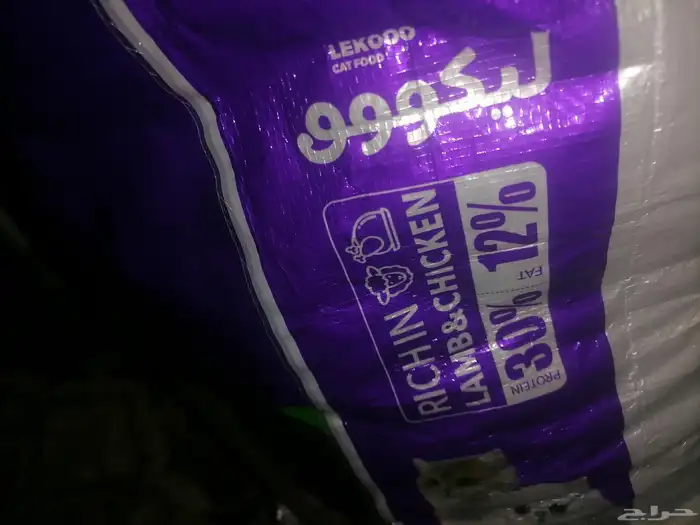 LEKOOO
CAT FOOD
ليكووو
RICH IN
LAMB&CHICKEN
30% 12%
PROTEIN FAT
حراج